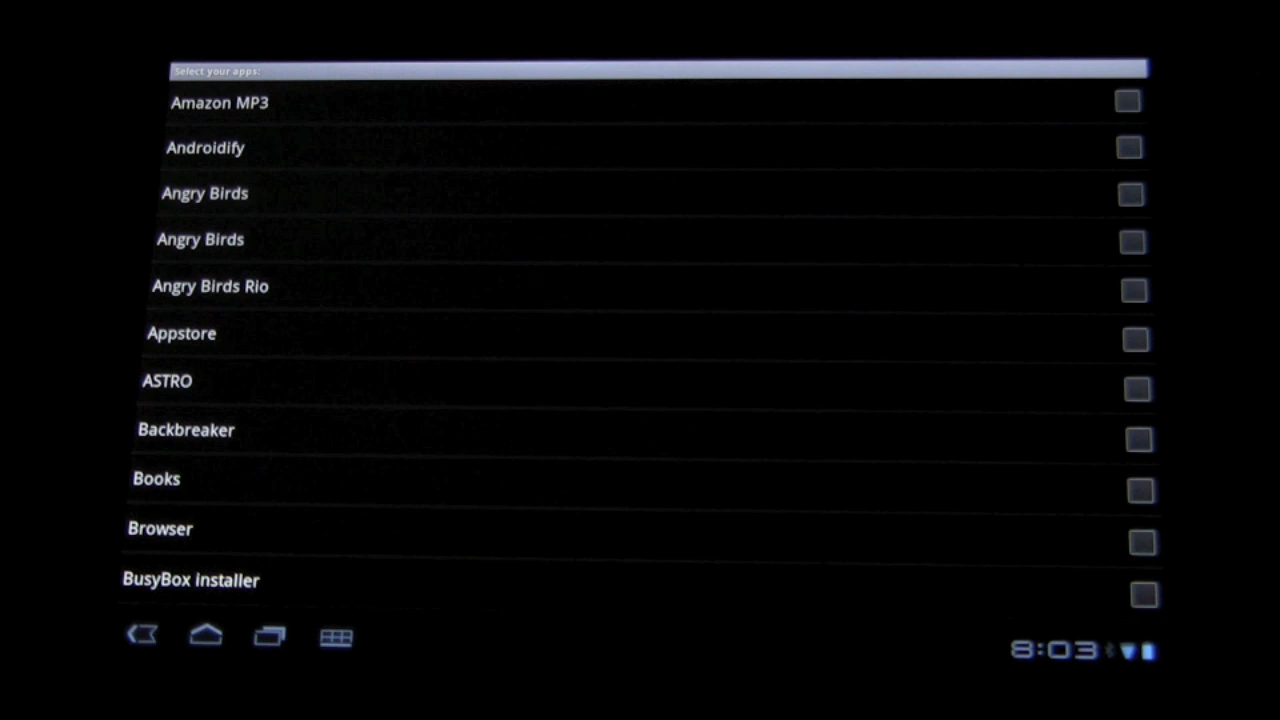 Select your apps:
Amazon MP3
Androidify
Angry Birds
Angry Birds
Angry Birds Rio
Appstore
ASTRO
Backbreaker
Books
Browser
BusyBox installer
8:03